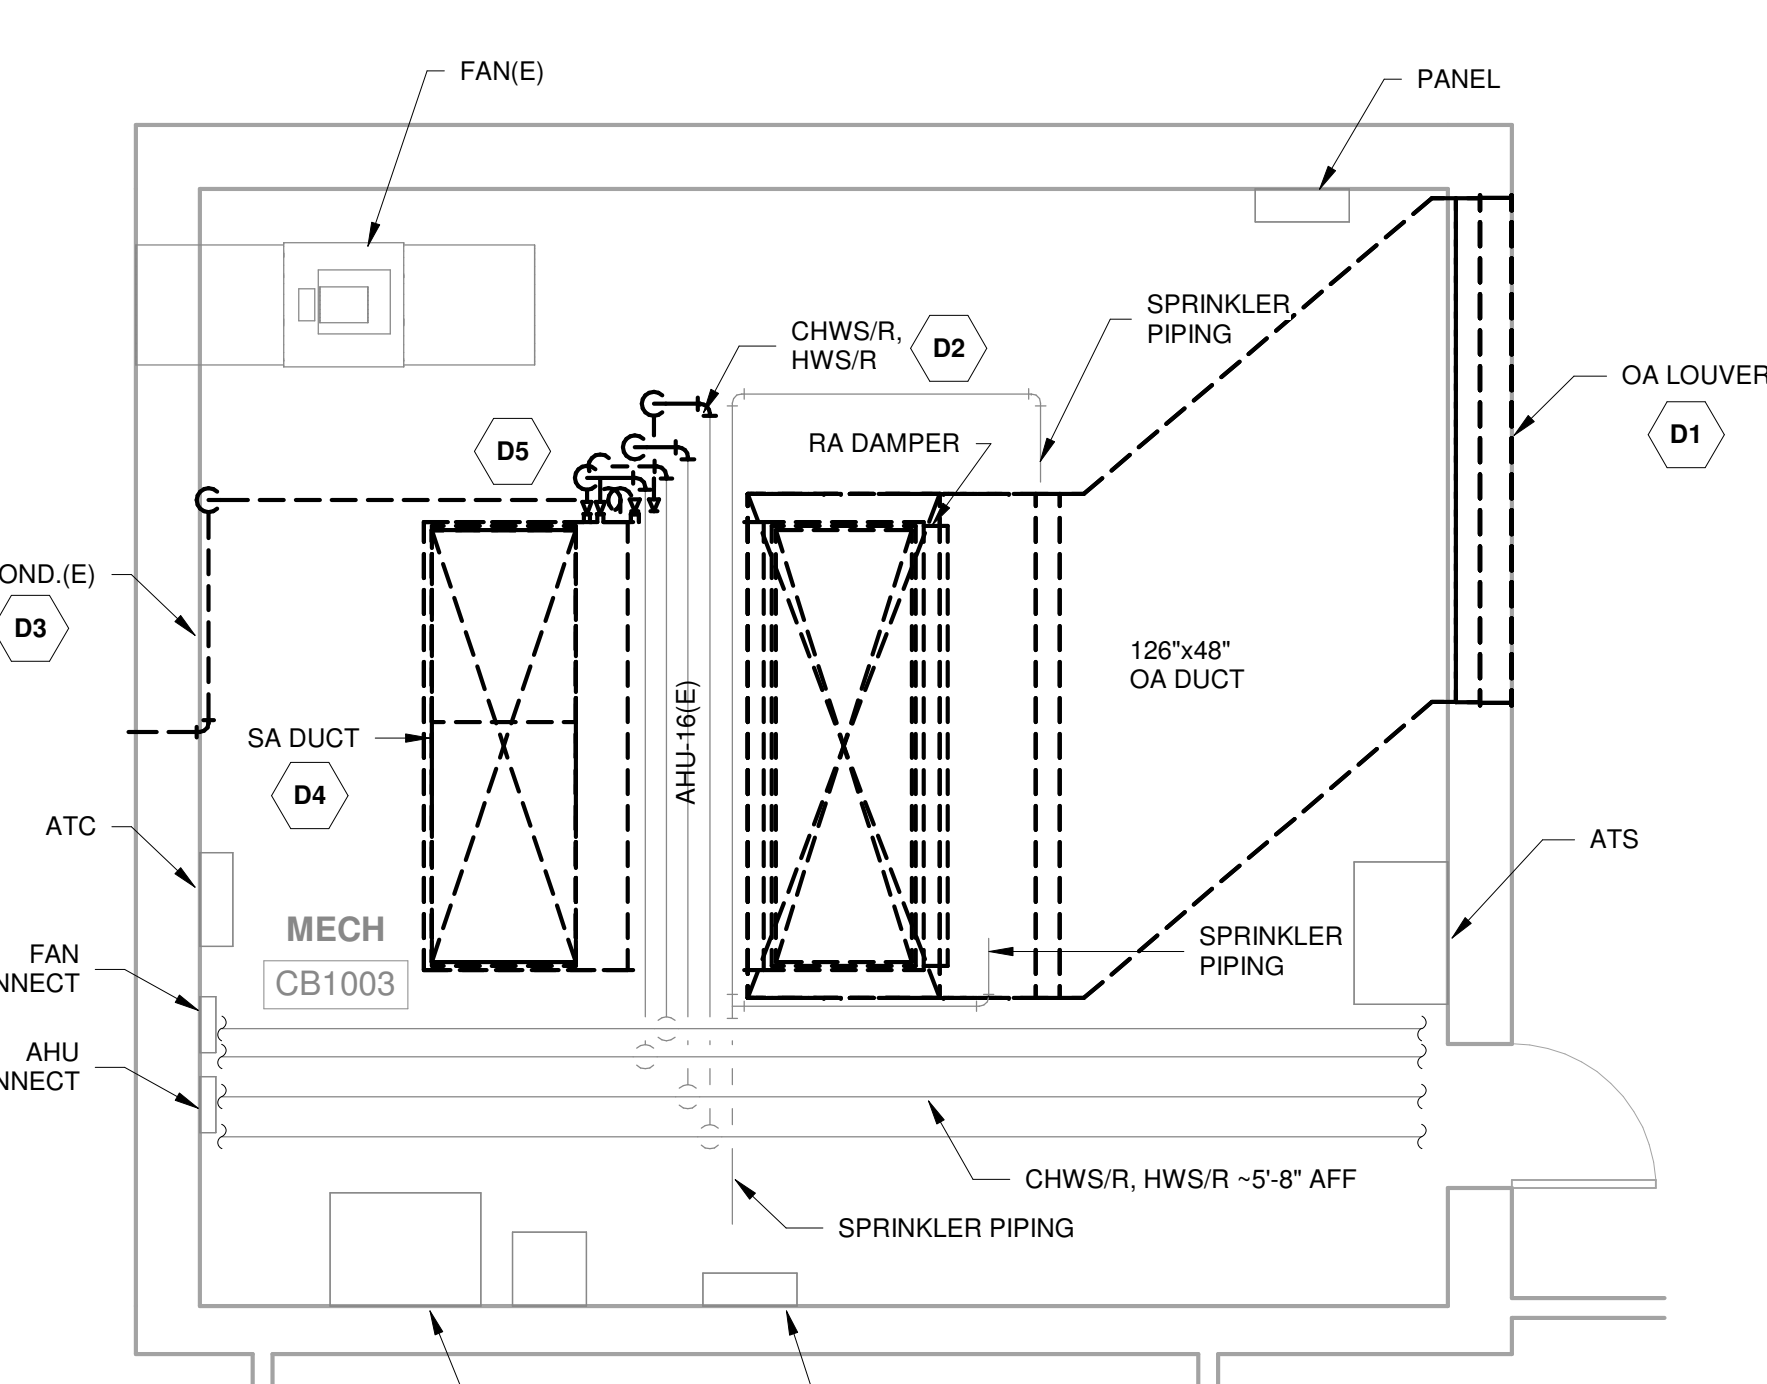 FAN(E)
PANEL
SPRINKLER
PIPING
CHWS/R,
HWS/R
D2
OA LOUVER
D1
RA DAMPER
D5
OND.(E)
D3
126"x48"
OA DUCT
AHU-16(E)
SA DUCT
D4
ATC
ATS
MECH
CB1003
SPRINKLER
PIPING
FAN
NNECT
AHU
NNECT
CHWS/R, HWS/R ~5'-8" AFF
SPRINKLER PIPING